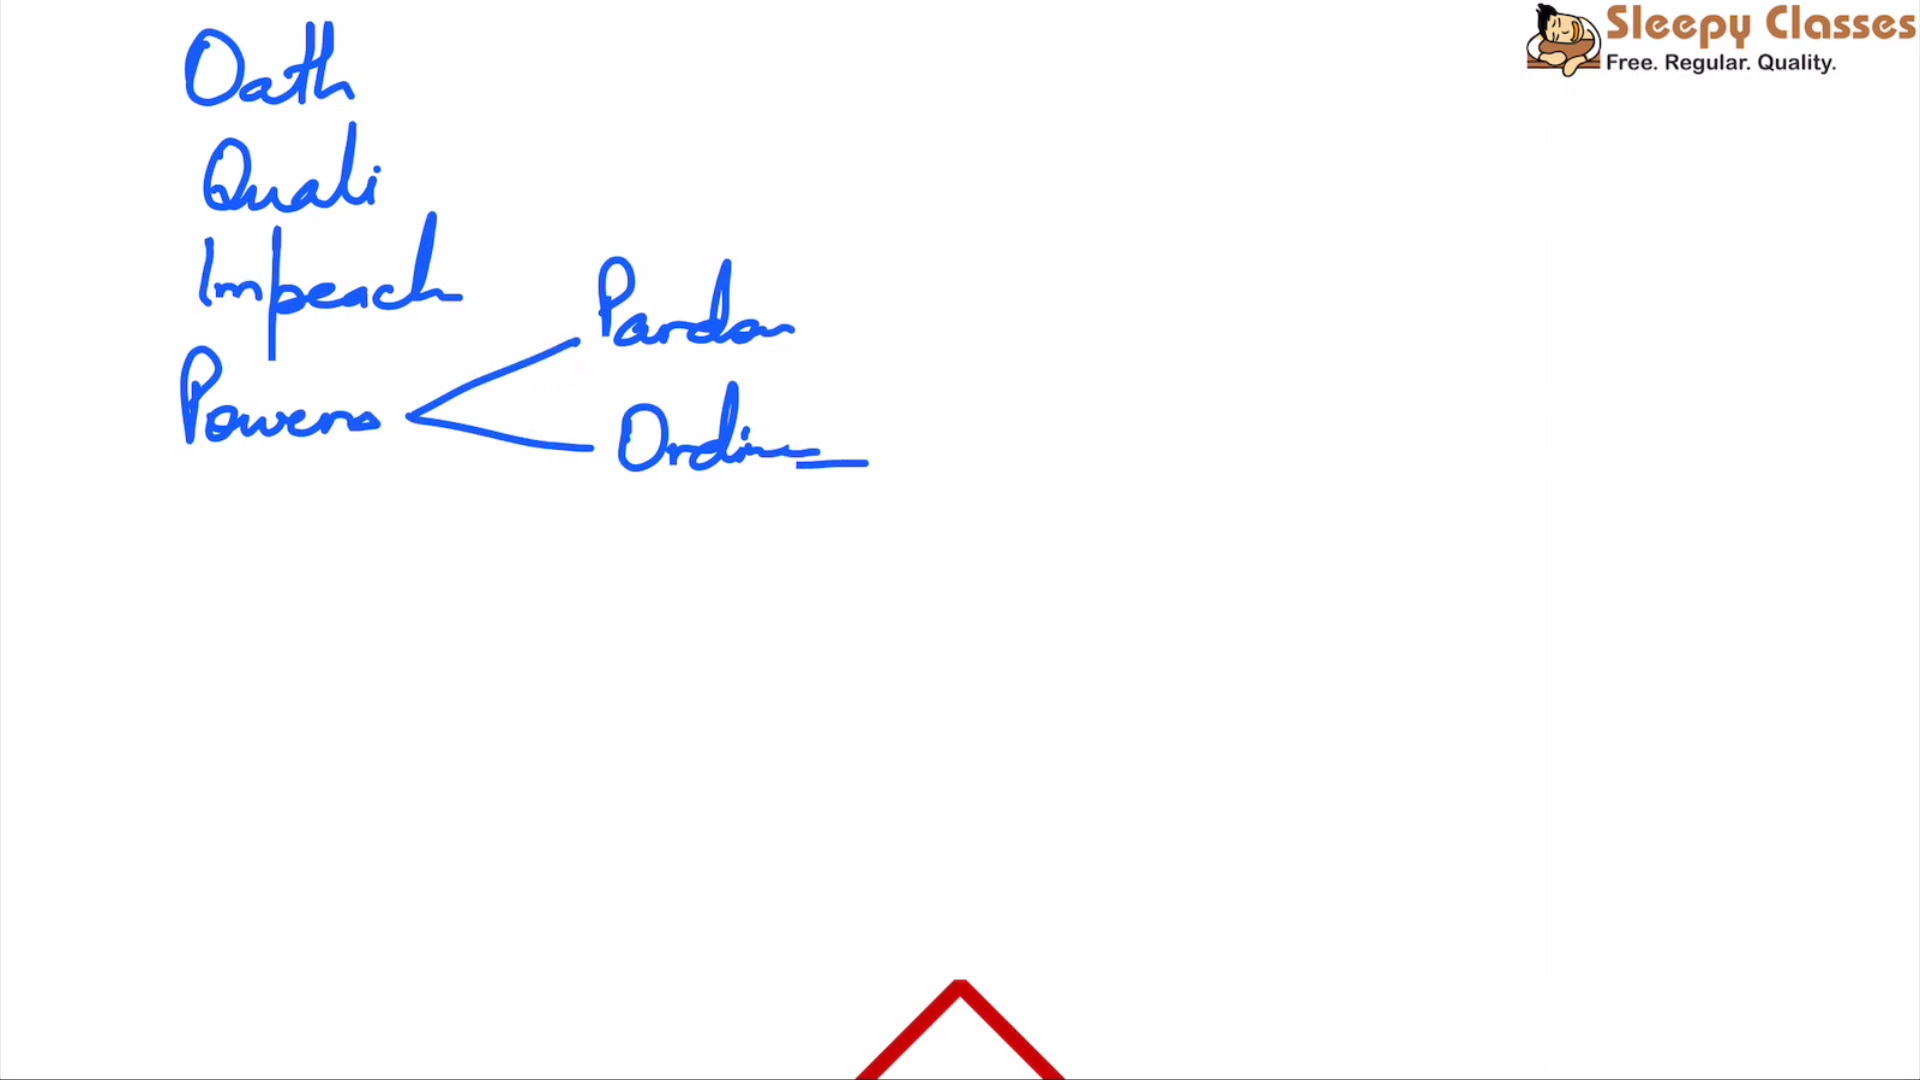 Sleepy Classes
Free. Regular. Quality.
Oath
Quali
Impeach
Powers
Pardon
Ordin